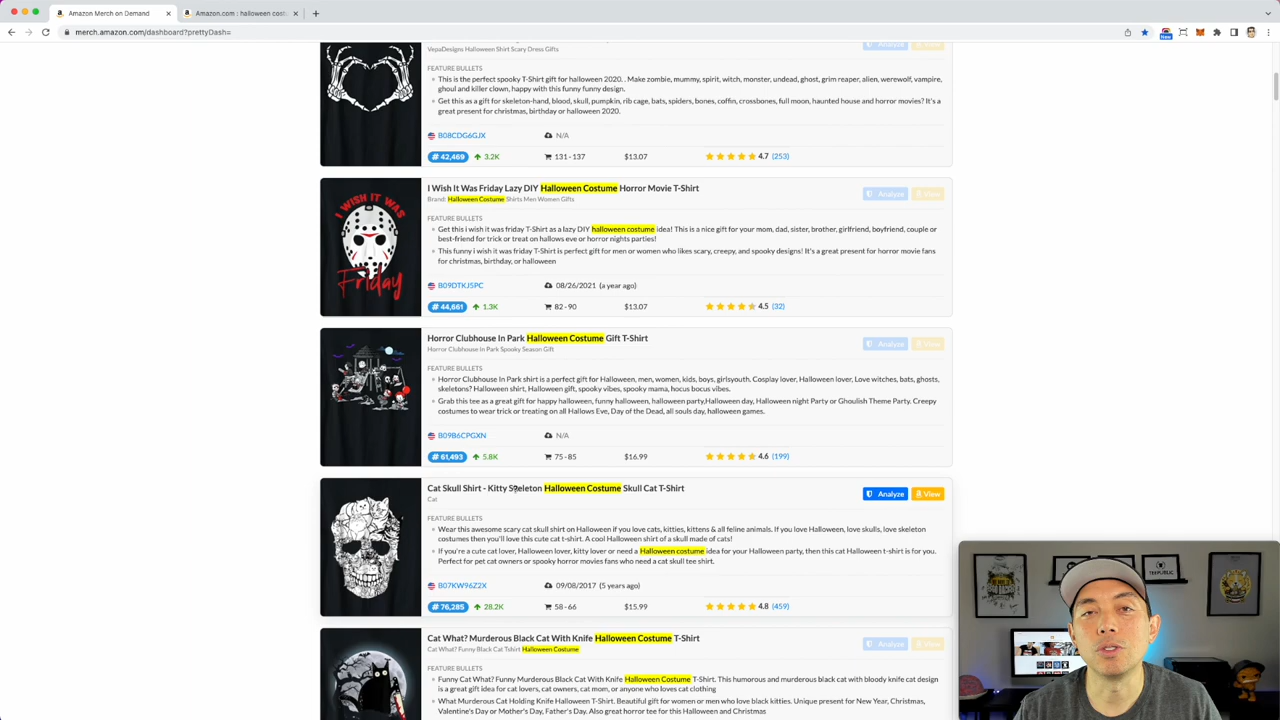 Amazon Merch on Demand
Amazon.com : halloween costu
merch.amazon.com/dashboard?prettyDash=
New
VepaDesigns Halloween Shirt Scary Dress Gifts
Analyze
View
FEATURE BULLETS
This is the perfect spooky T-Shirt gift for halloween 2020. . Make zombie, mummy, spirit, witch, monster, undead, ghost, grim reaper, alien, werewolf, vampire,
ghoul and killer clown, happy with this funny funny design.
Get this as a gift for skeleton-hand, blood, skull, pumpkin, rib cage, bats, spiders, bones, coffin, crossbones, full moon, haunted house and horror movies? It's a
great present for christmas, birthday or halloween 2020.
B08CDG6GJX
N/A
# 42,469 3.2K 131 - 137 $13.07 4.7 (253)
I WISH IT WAS
Friday
I Wish It Was Friday Lazy DIY Halloween Costume Horror Movie T-Shirt
Analyze
View
Brand: Halloween Costume Shirts Men Women Gifts
FEATURE BULLETS
Get this i wish it was friday T-Shirt as a lazy DIY halloween costume idea! This is a nice gift for your mom, dad, sister, brother, girlfriend, boyfriend, couple or
best-friend for trick or treat on hallows eve or horror nights parties!
This funny i wish it was friday T-Shirt is perfect gift for men or women who likes scary, creepy, and spooky designs! It's a great present for horror movie fans
for christmas, birthday, or halloween
B09DTKJ5PC
08/26/2021 (a year ago)
# 44,661 1.3K 82 - 90 $13.07 4.5 (32)
Horror Clubhouse In Park Halloween Costume Gift T-Shirt
Analyze
View
Horror Clubhouse In Park Spooky Season Gift
FEATURE BULLETS
Horror Clubhouse In Park shirt is a perfect gift for Halloween, men, women, kids, boys, girlsyouth. Cosplay lover, Halloween lover, Love witches, bats, ghosts,
skeletons? Halloween shirt, Halloween gift, spooky vibes, spooky mama, hocus bocus vibes.
Grab this tee as a great gift for happy halloween, funny halloween, halloween party,Halloween day, Halloween night Party or Ghoulish Theme Party. Creepy
costumes to wear trick or treating on all Hallows Eve, Day of the Dead, all souls day, halloween games.
B09B6CPGXN
N/A
# 61,493 5.8K 75 - 85 $16.99 4.6 (199)
Cat Skull Shirt - Kitty Skeleton Halloween Costume Skull Cat T-Shirt
Analyze
View
Cat
FEATURE BULLETS
Wear this awesome scary cat skull shirt on Halloween if you love cats, kitties, kittens & all feline animals. If you love Halloween, love skulls, love skeleton
costumes then you'll love this cute cat t-shirt. A cool Halloween shirt of a skull made of cats!
If you're a cute cat lover, Halloween lover, kitty lover or need a Halloween costume idea for your Halloween party, then this cat Halloween t-shirt is for you.
Perfect for pet cat owners or spooky horror movies fans who need a cat skull tee shirt.
B07KW96Z2X
09/08/2017 (5 years ago)
# 76,285 28.2K 58 - 66 $15.99 4.8 (459)
Cat What? Murderous Black Cat With Knife Halloween Costume T-Shirt
Analyze
View
Cat What? Funny Black Cat Tshirt Halloween Costume
FEATURE BULLETS
Funny Cat What? Funny Murderous Black Cat With Knife Halloween Costume T-Shirt. This humorous and murderous black cat with bloody knife cat design
is a great gift idea for cat lovers, cat owners, cat mom, or anyone who loves cat clothing
What Murderous Cat Holding Knife Halloween T-Shirt. Beautiful gift for women or men who love black kitties. Unique present for New Year, Christmas,
Valentine's Day or Mother's Day, Father's Day. Also great horror tee for this Halloween and Christmas
TEEPUBLIC